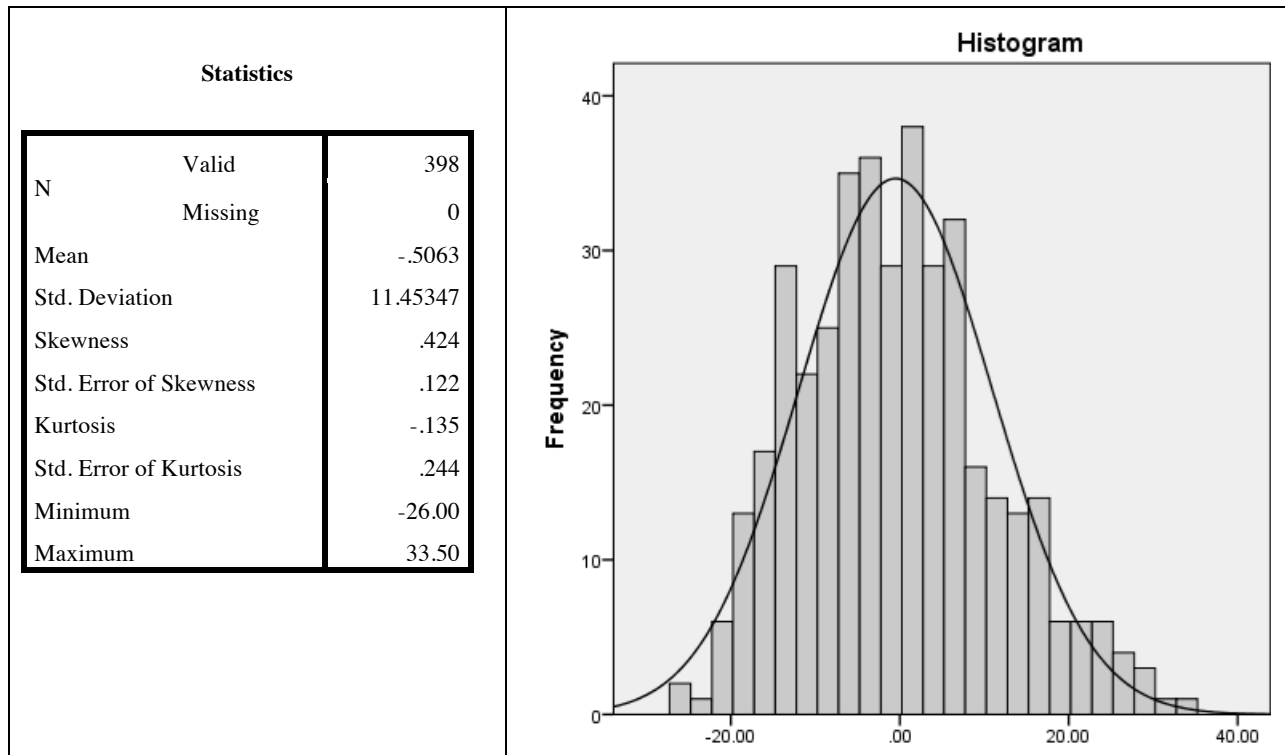 Statistics
N Valid 398
Missing 0
Mean -.5063
Std. Deviation 11.45347
Skewness .424
Std. Error of Skewness .122
Kurtosis -.135
Std. Error of Kurtosis .244
Minimum -26.00
Maximum 33.50
Histogram
Frequency
40
30
20
10
0
-20.00 .00 20.00 40.00